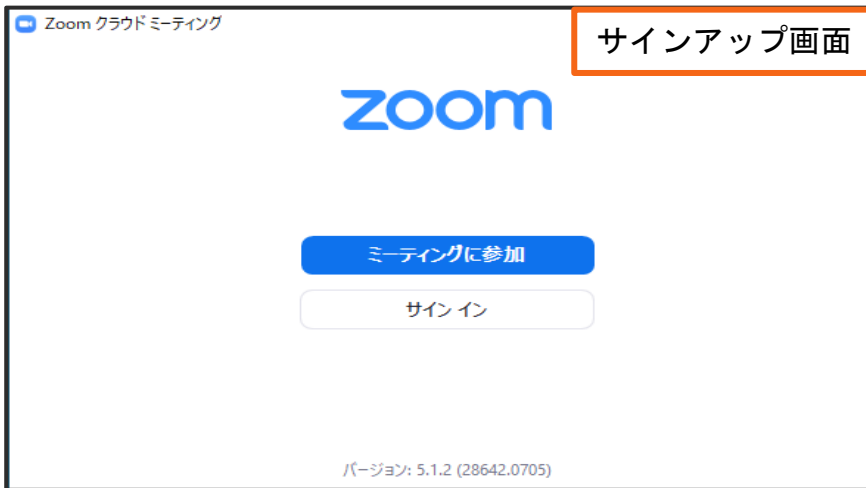 Zoom クラウド ミーティング
サインアップ画面
zoom
ミーティングに参加
サイン イン
バージョン: 5.1.2 (28642.0705)